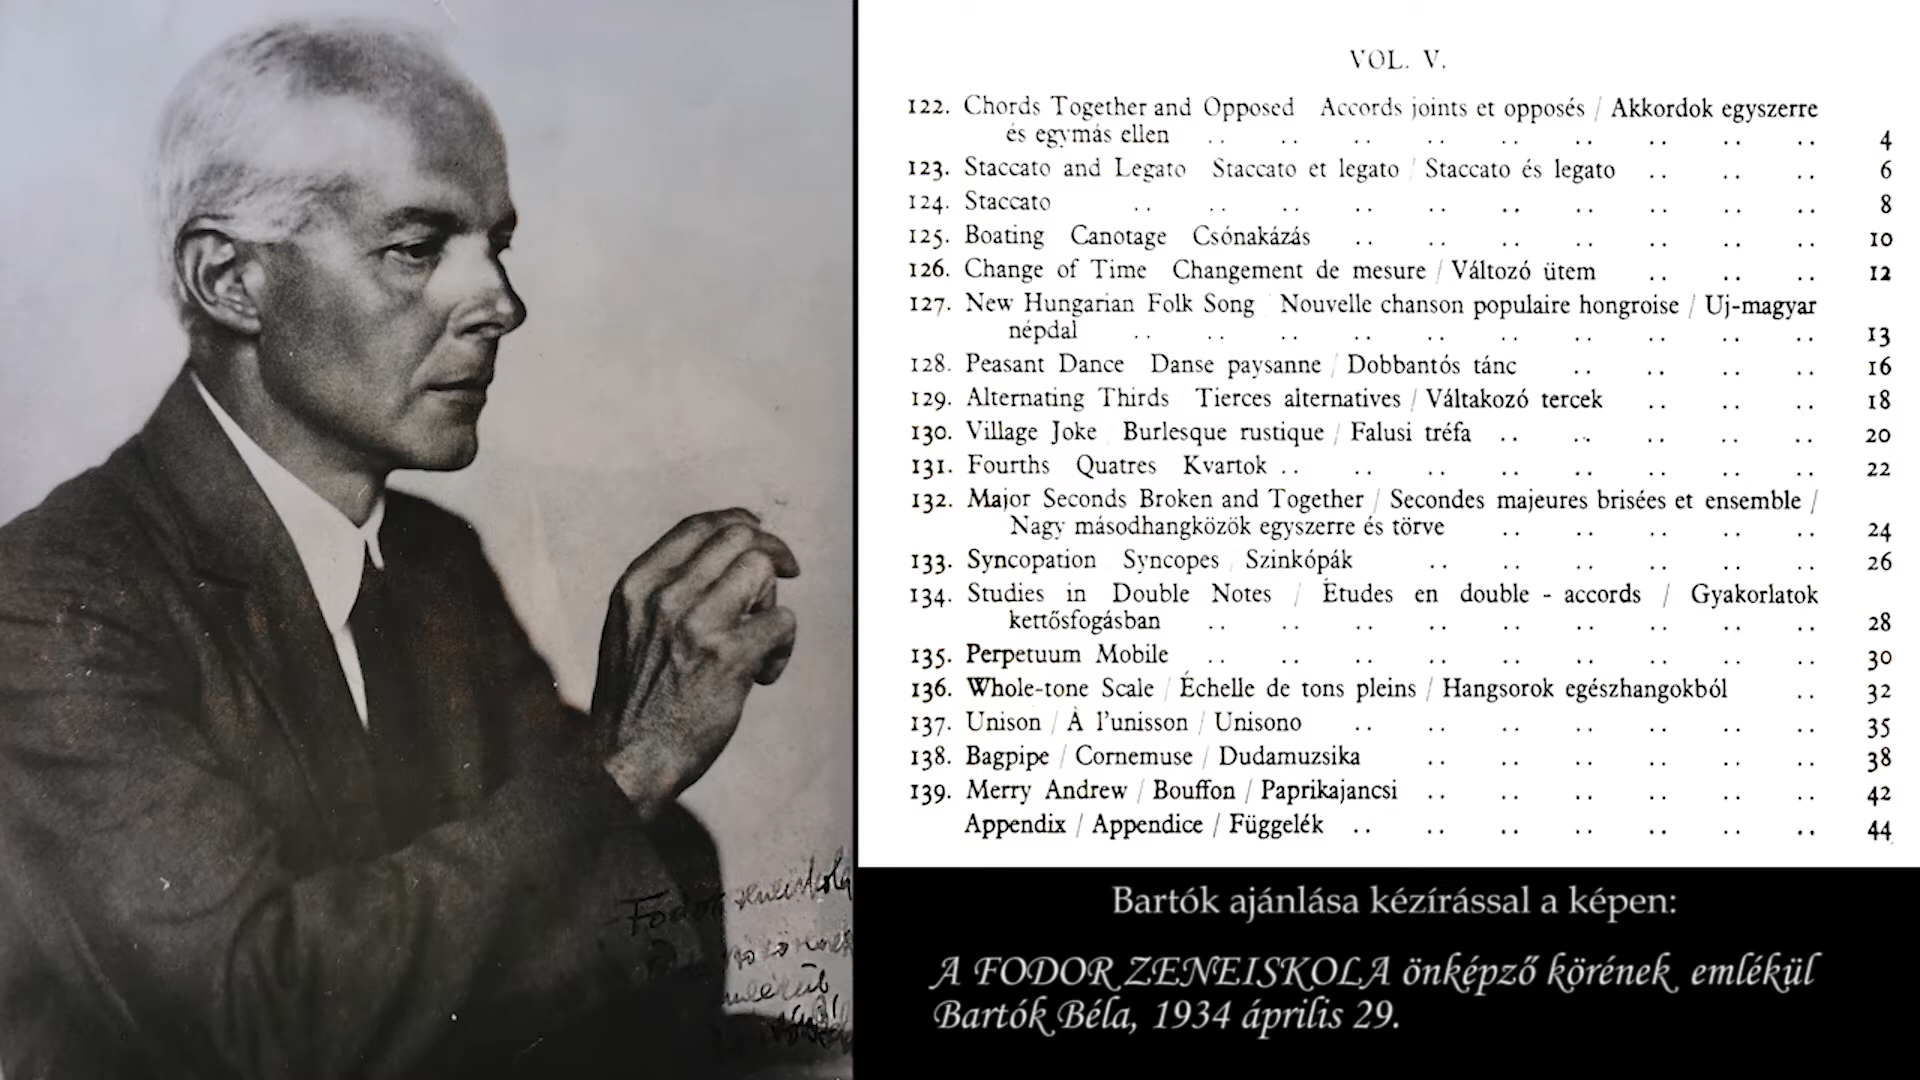 VOL. V.
122. Chords Together and Opposed Accords joints et opposés / Akkordok egyszerre
és egymás ellen .. .. .. .. .. .. .. .. .. 4
123. Staccato and Legato Staccato et legato / Staccato és legato .. .. .. 6
124. Staccato .. .. .. .. .. .. .. .. .. .. 8
125. Boating Canotage Csónakázás .. .. .. .. .. .. .. 10
126. Change of Time Changement de mesure / Változó ütem .. .. .. 12
127. New Hungarian Folk Song Nouvelle chanson populaire hongroise / Uj-magyar
népdal .. .. .. .. .. .. .. .. .. .. 13
128. Peasant Dance Danse paysanne / Dobbantós tánc .. .. .. .. 16
129. Alternating Thirds Tierces alternatives / Váltakozó tercek .. .. .. 18
130. Village Joke Burlesque rustique / Falusi tréfa .. .. .. .. .. 20
131. Fourths Quatres Kvartok .. .. .. .. .. .. .. .. 22
132. Major Seconds Broken and Together / Secondes majeures brisées et ensemble /
Nagy másodhangközök egyszerre és törve .. .. .. .. .. 24
133. Syncopation Syncopes / Szinkópák .. .. .. .. .. .. 26
134. Studies in Double Notes / Études en double - accords / Gyakorlatok
kettősfogásban .. .. .. .. .. .. .. .. .. 28
135. Perpetuum Mobile .. .. .. .. .. .. .. .. .. 30
136. Whole-tone Scale / Échelle de tons pleins / Hangsorok egészhangokból .. 32
137. Unison / À l'unisson / Unisono .. .. .. .. .. .. .. 35
138. Bagpipe / Cornemuse / Dudamuzsika .. .. .. .. .. .. 38
139. Merry Andrew / Bouffon / Paprikajancsi .. .. .. .. .. .. 42
Appendix / Appendice / Függelék .. .. .. .. .. .. .. 44
Bartók ajánlása kézírással a képen:
A FODOR ZENEISKOLA önképző körének emlékül
Bartók Béla, 1934 április 29.
Fodor zeneiskola
emlékül